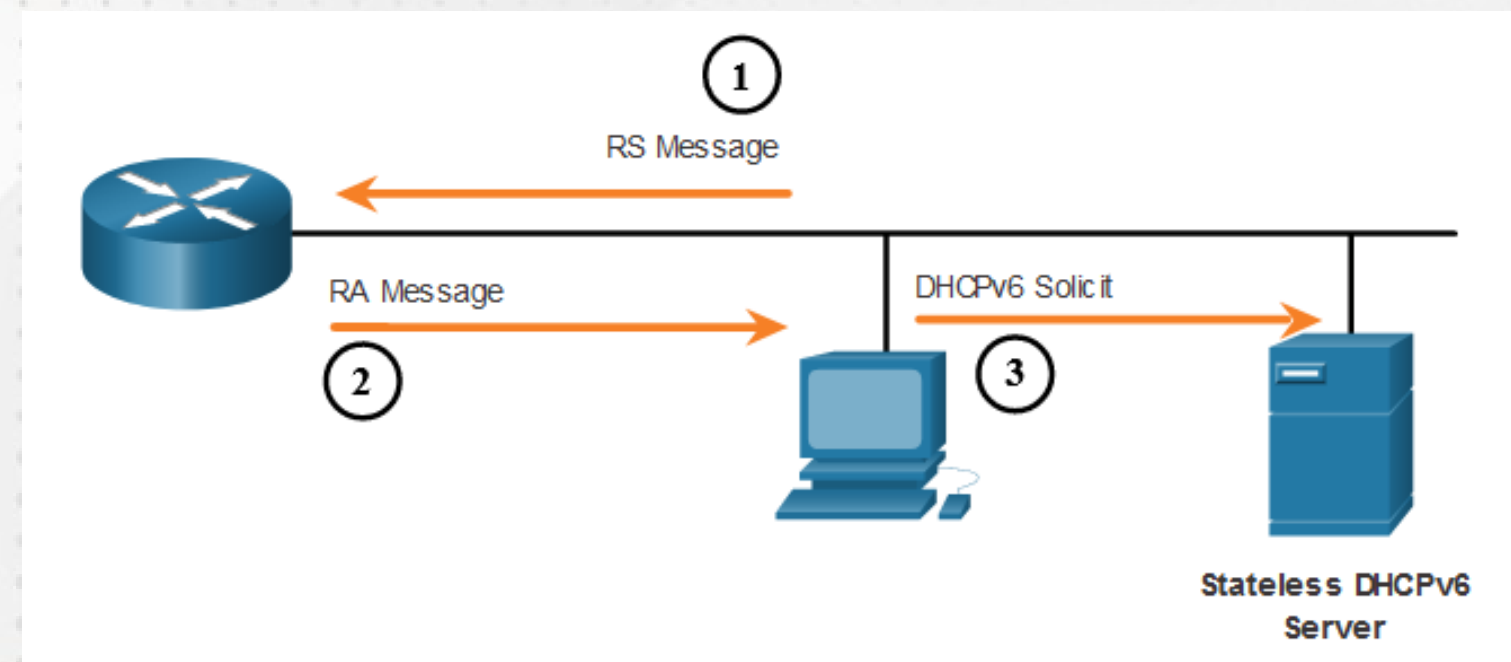 1
RS Message
RA Message
2
DHCPv6 Solicit
3
Stateless DHCPv6
Server